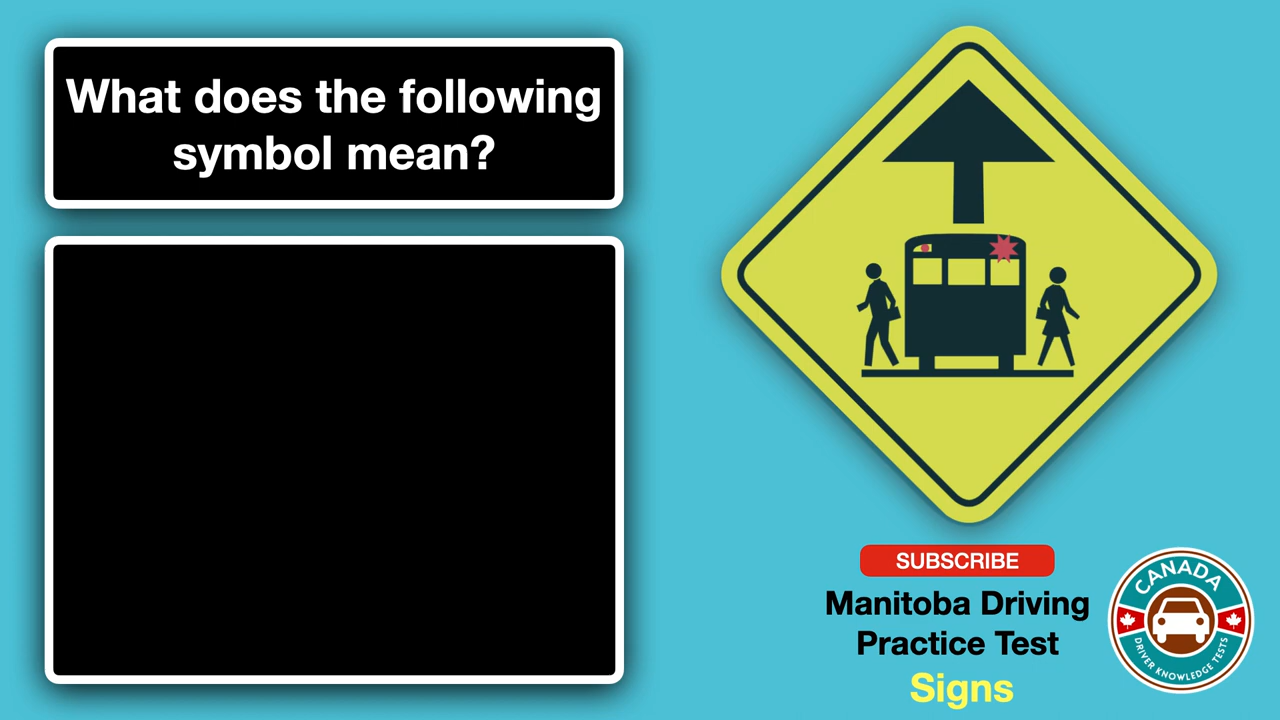 What does the following
symbol mean?
SUBSCRIBE
Manitoba Driving
Practice Test
Signs
CANADA
DRIVER KNOWLEDGE TESTS